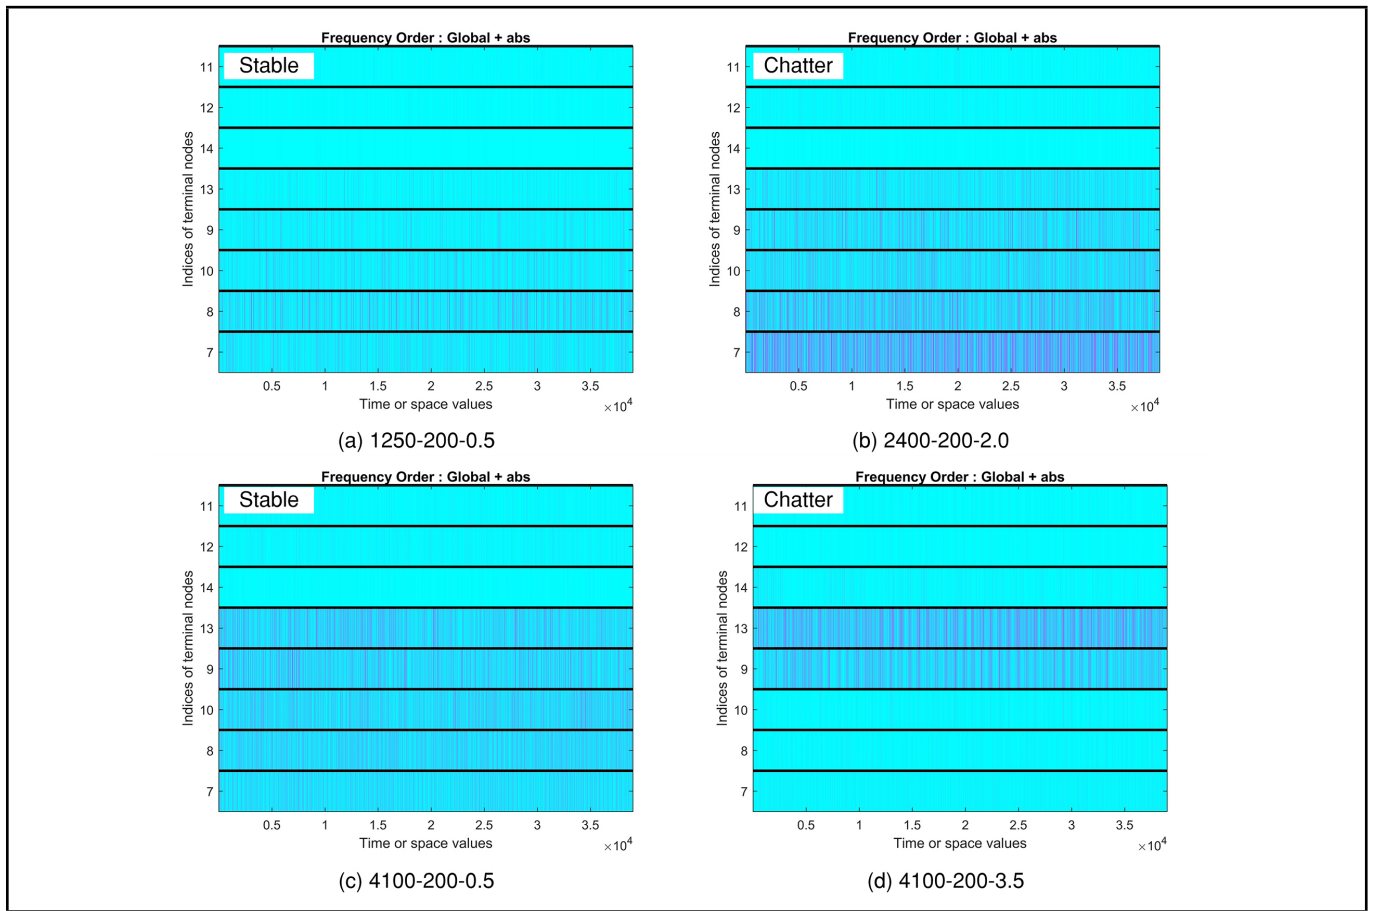 Frequency Order : Global + abs
Stable
11
12
14
13
9
10
8
7
Indices of terminal nodes
0.5 1 1.5 2 2.5 3 3.5
Time or space values
×10⁴
(a) 1250-200-0.5
Frequency Order : Global + abs
Chatter
11
12
14
13
9
10
8
7
Indices of terminal nodes
0.5 1 1.5 2 2.5 3 3.5
Time or space values
×10⁴
(b) 2400-200-2.0
Frequency Order : Global + abs
Stable
11
12
14
13
9
10
8
7
Indices of terminal nodes
0.5 1 1.5 2 2.5 3 3.5
Time or space values
×10⁴
(c) 4100-200-0.5
Frequency Order : Global + abs
Chatter
11
12
14
13
9
10
8
7
Indices of terminal nodes
0.5 1 1.5 2 2.5 3 3.5
Time or space values
×10⁴
(d) 4100-200-3.5